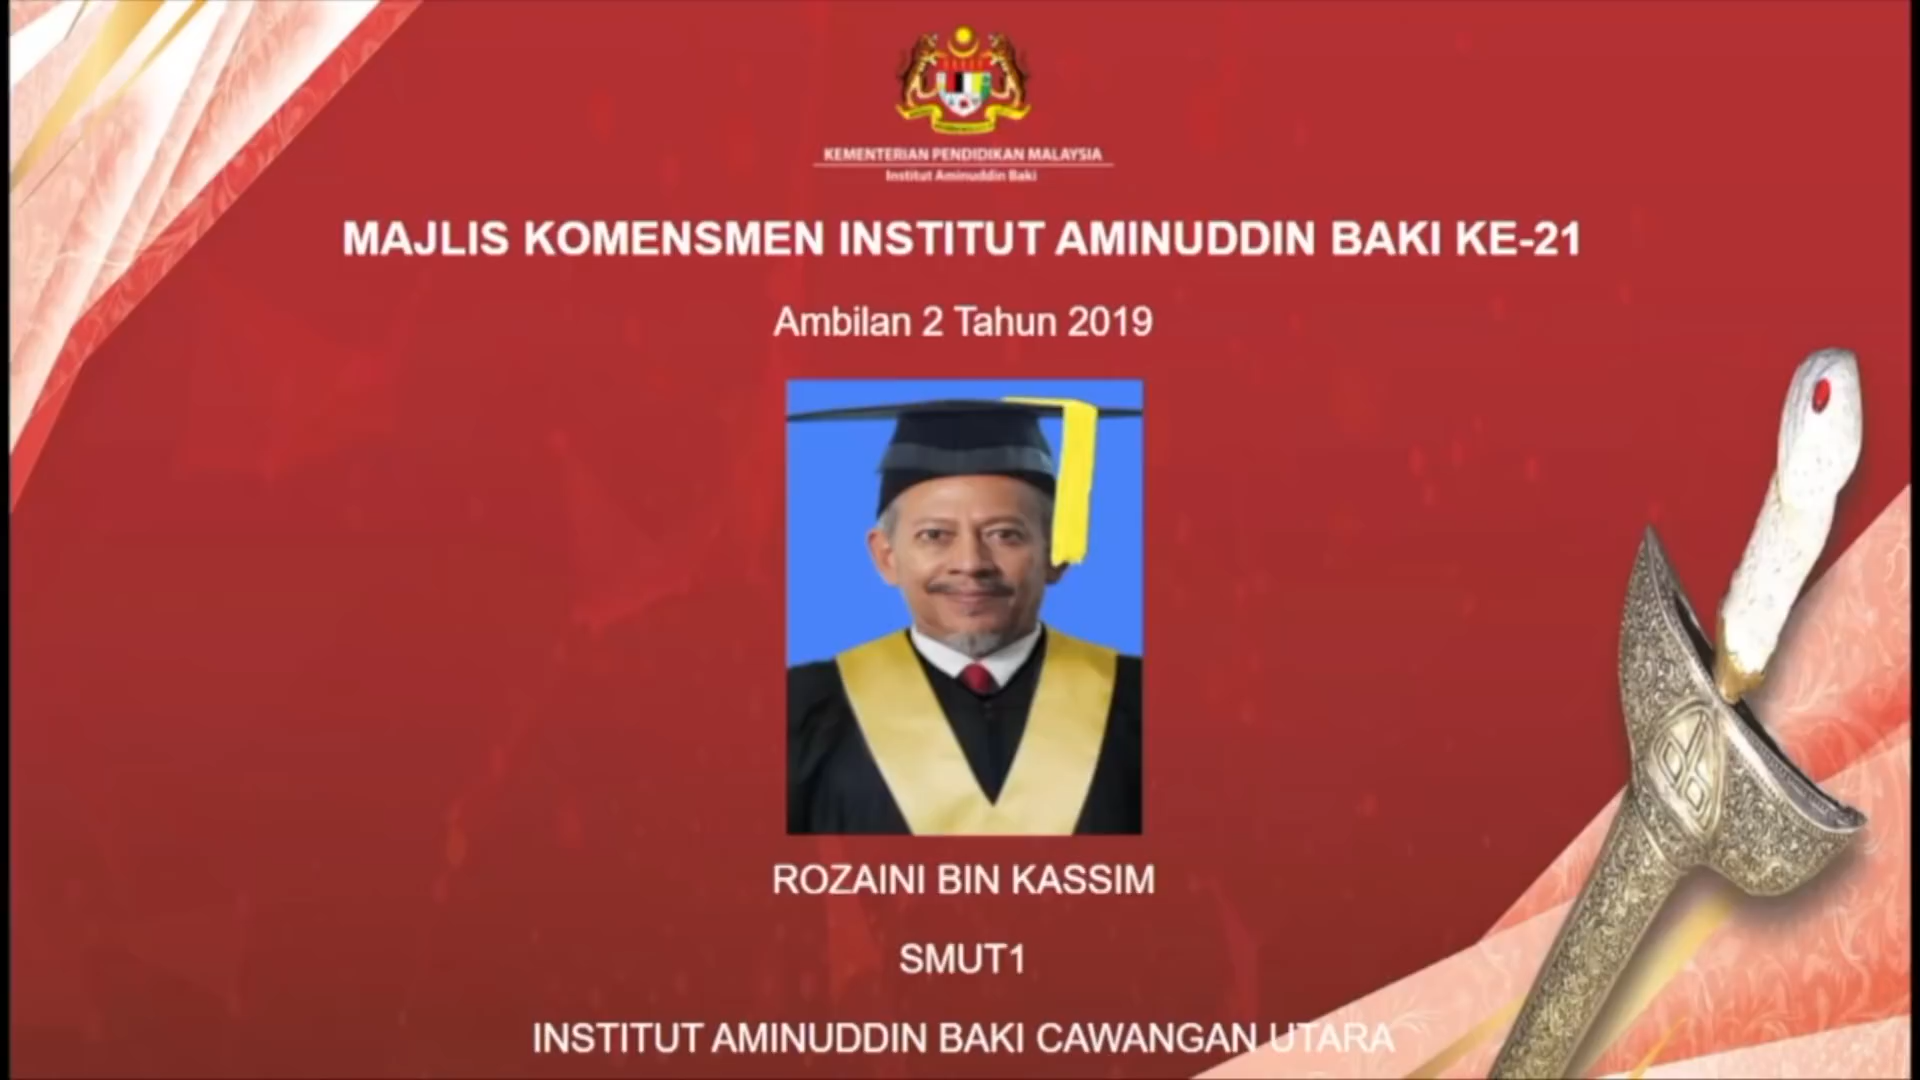 KEMENTERIAN PENDIDIKAN MALAYSIA
Institut Aminuddin Baki
MAJLIS KOMENSMEN INSTITUT AMINUDDIN BAKI KE-21
Ambilan 2 Tahun 2019
ROZAINI BIN KASSIM
SMUT1
INSTITUT AMINUDDIN BAKI CAWANGAN UTARA